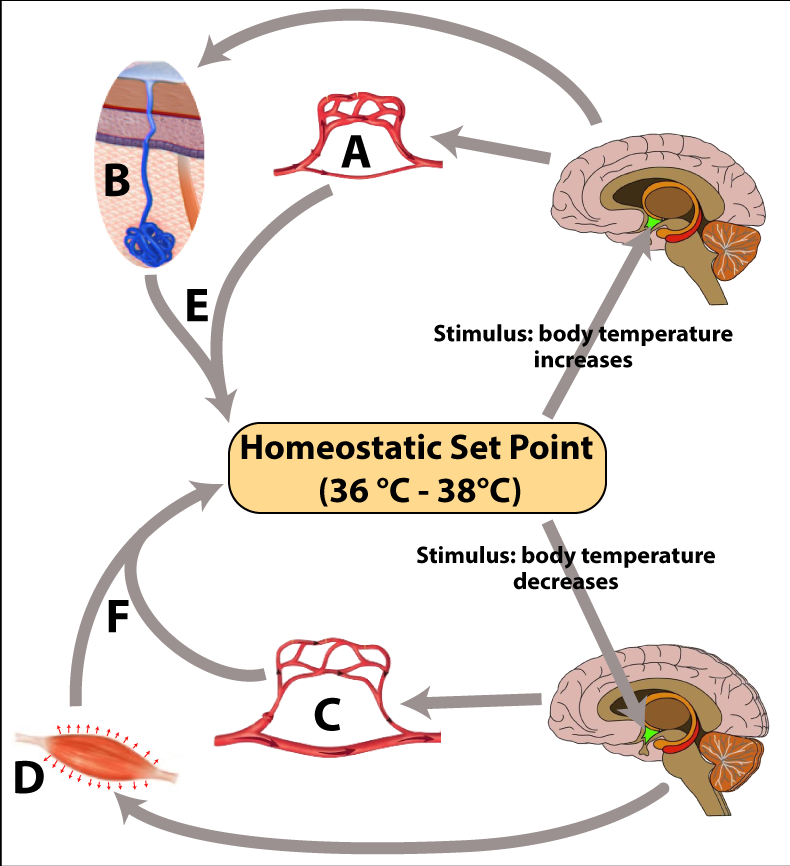 A
B
E
Stimulus: body temperature
increases
Homeostatic Set Point
(36 °C - 38°C)
Stimulus: body temperature
decreases
F
C
D